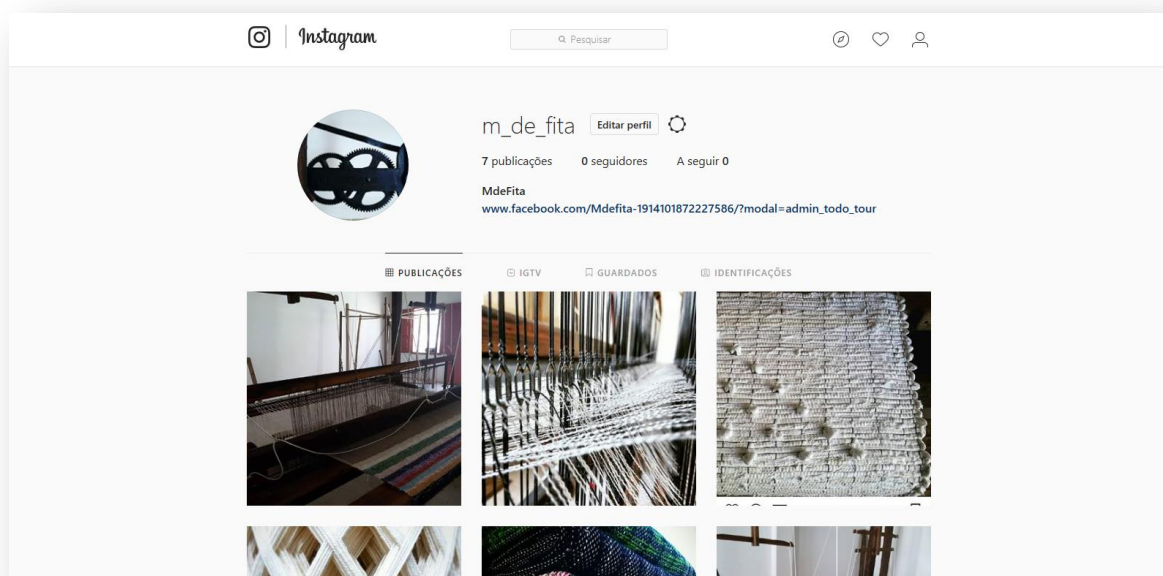 Instagram
Pesquisar
m_de_fita Editar perfil
7 publicações 0 seguidores A seguir 0
MdeFita
www.facebook.com/Mdefita-1914101872227586/?modal=admin_todo_tour
PUBLICAÇÕES IGTV GUARDADOS IDENTIFICAÇÕES